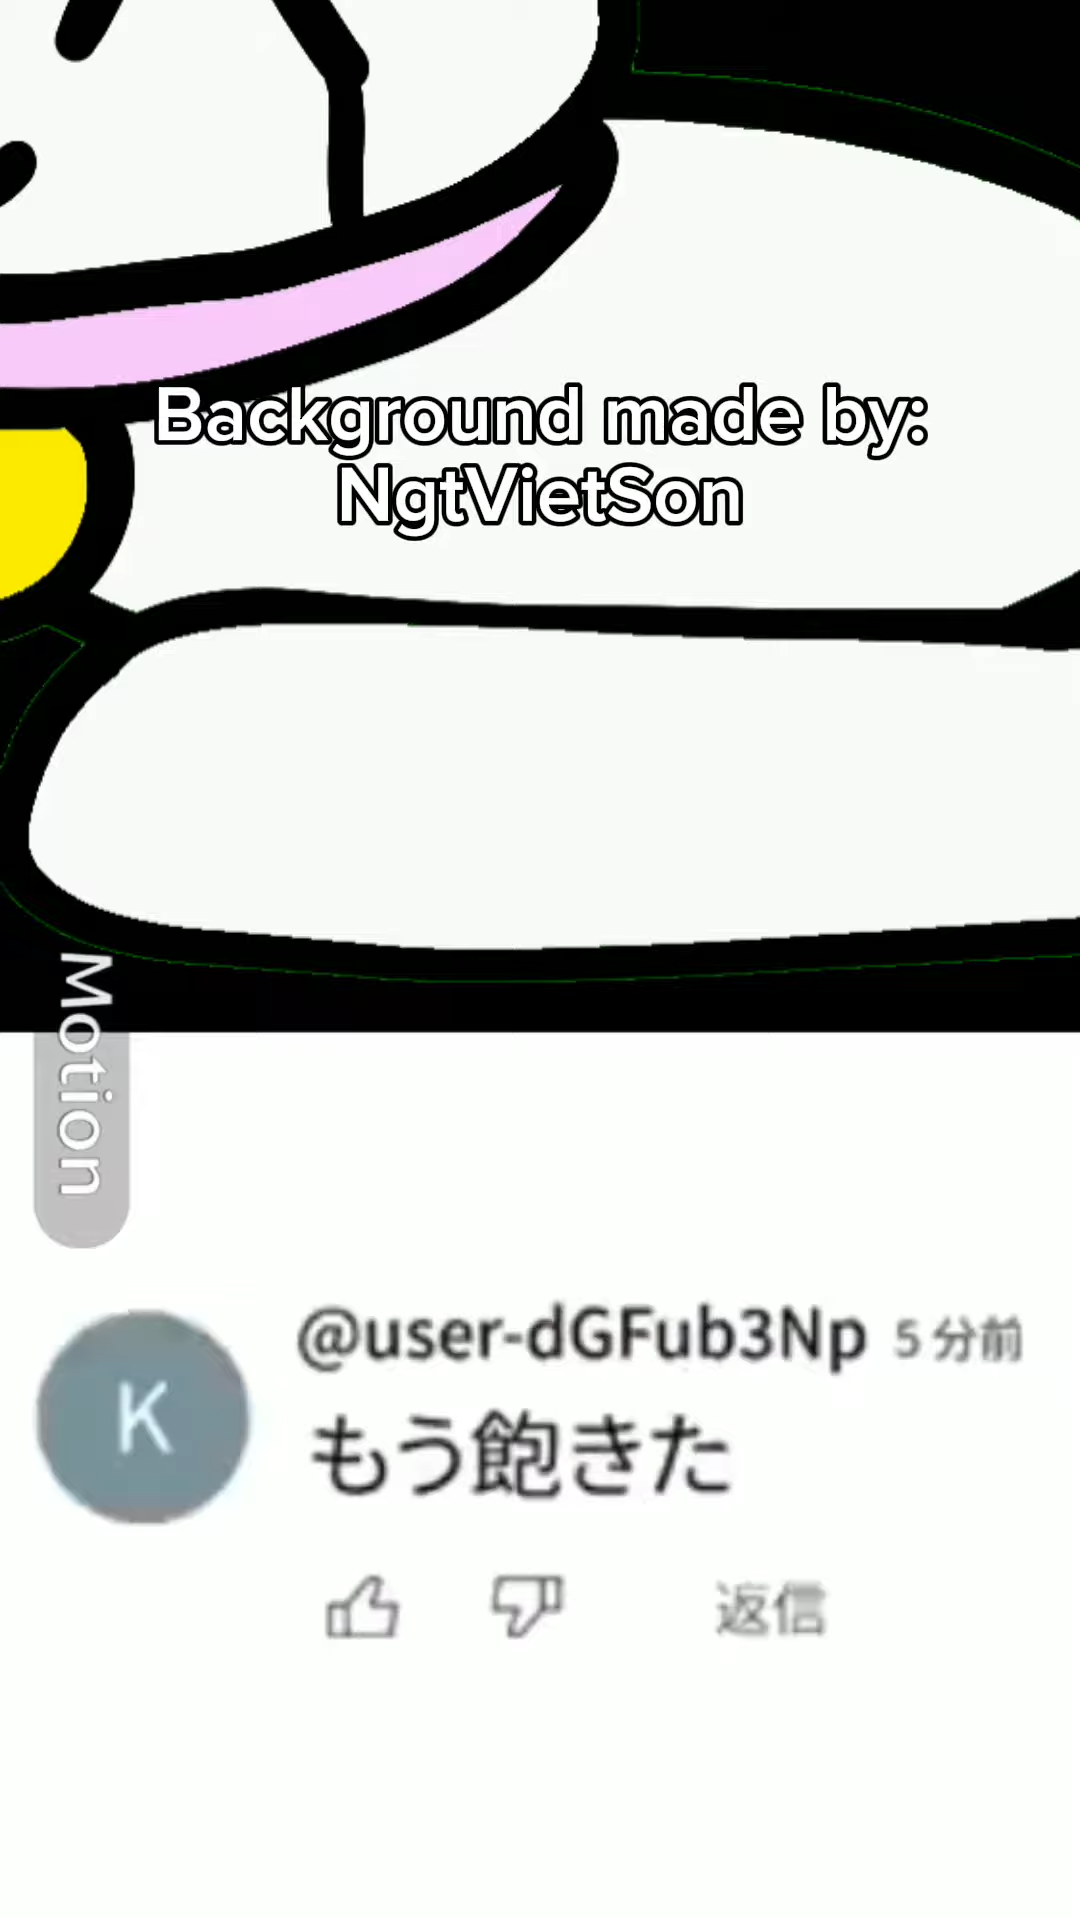 Background made by:
NgtVietSon
Motion
K
@user-dGFub3Np 5 分前
もう飽きた
返信